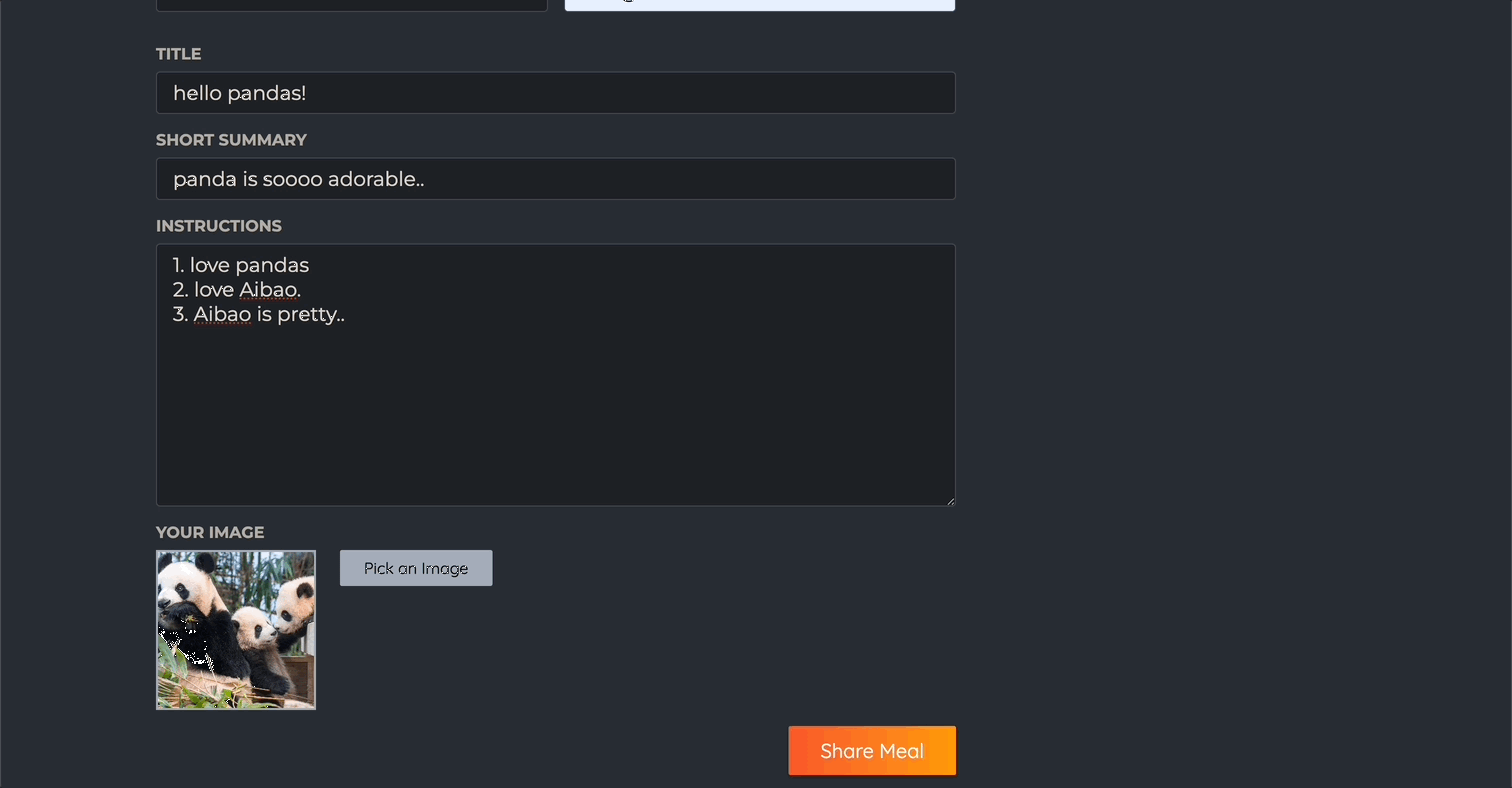 TITLE
hello pandas!
SHORT SUMMARY
panda is soooo adorable..
INSTRUCTIONS
1. love pandas
2. love Aibao.
3. Aibao is pretty..
YOUR IMAGE
Pick an Image
Share Meal